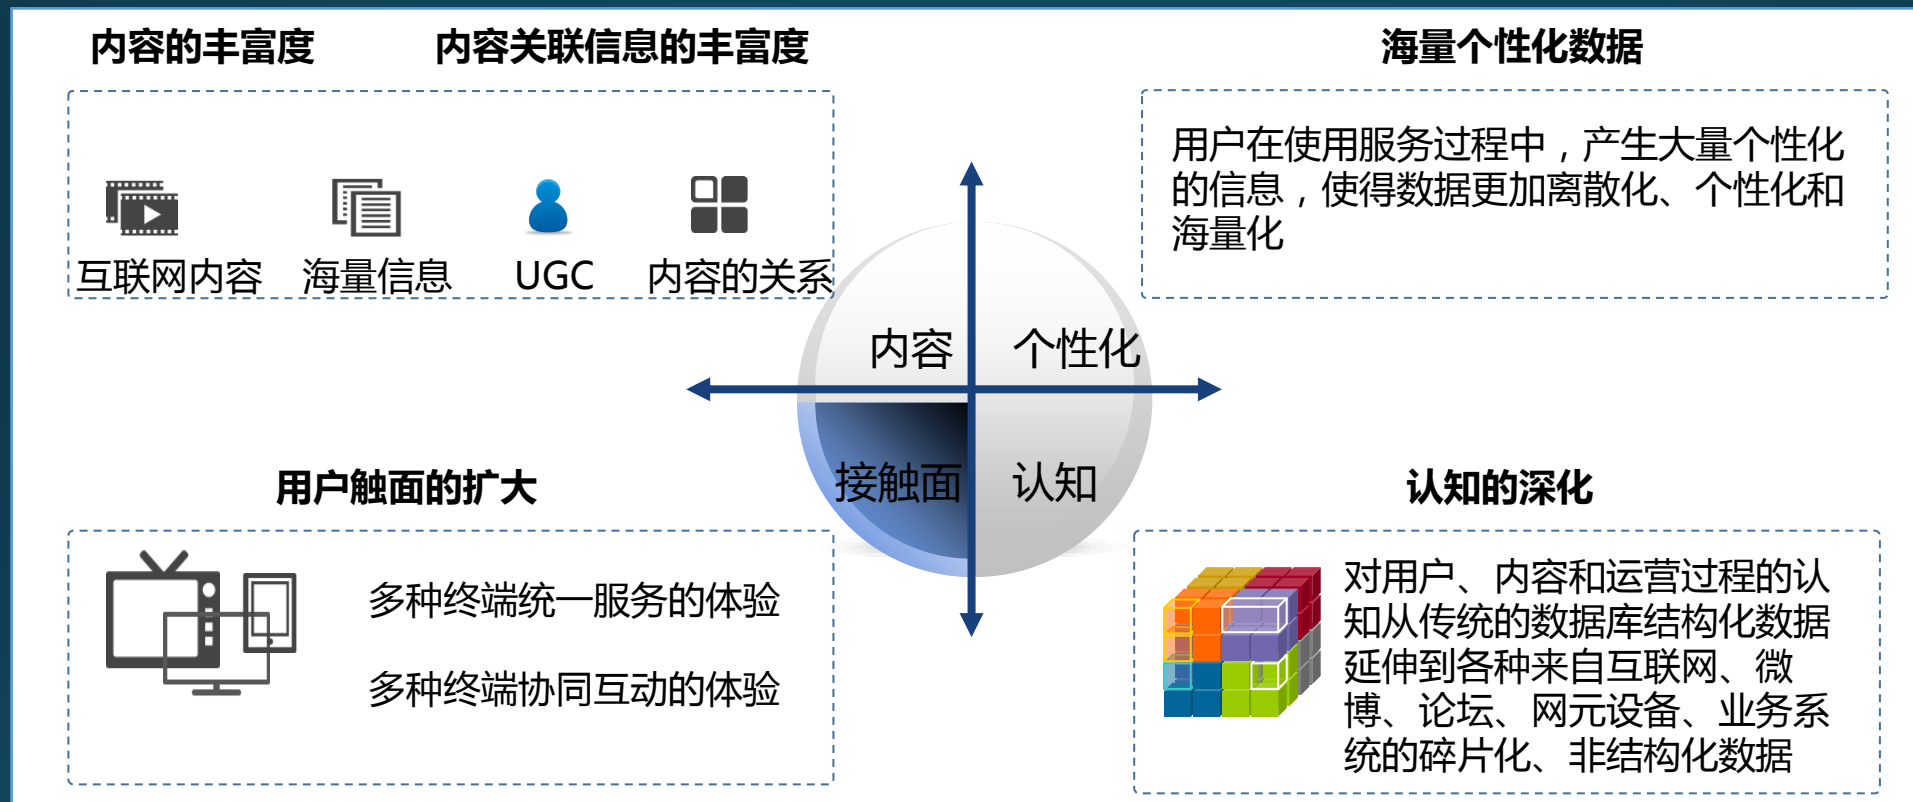 内容的丰富度
内容关联信息的丰富度
互联网内容
海量信息
UGC
内容的关系
海量个性化数据
用户在使用服务过程中，产生大量个性化
的信息，使得数据更加离散化、个性化和
海量化
内容
个性化
接触面
认知
用户触面的扩大
多种终端统一服务的体验
多种终端协同互动的体验
认知的深化
对用户、内容和运营过程的认
知从传统的数据库结构化数据
延伸到各种来自互联网、微
博、论坛、网元设备、业务系
统的碎片化、非结构化数据